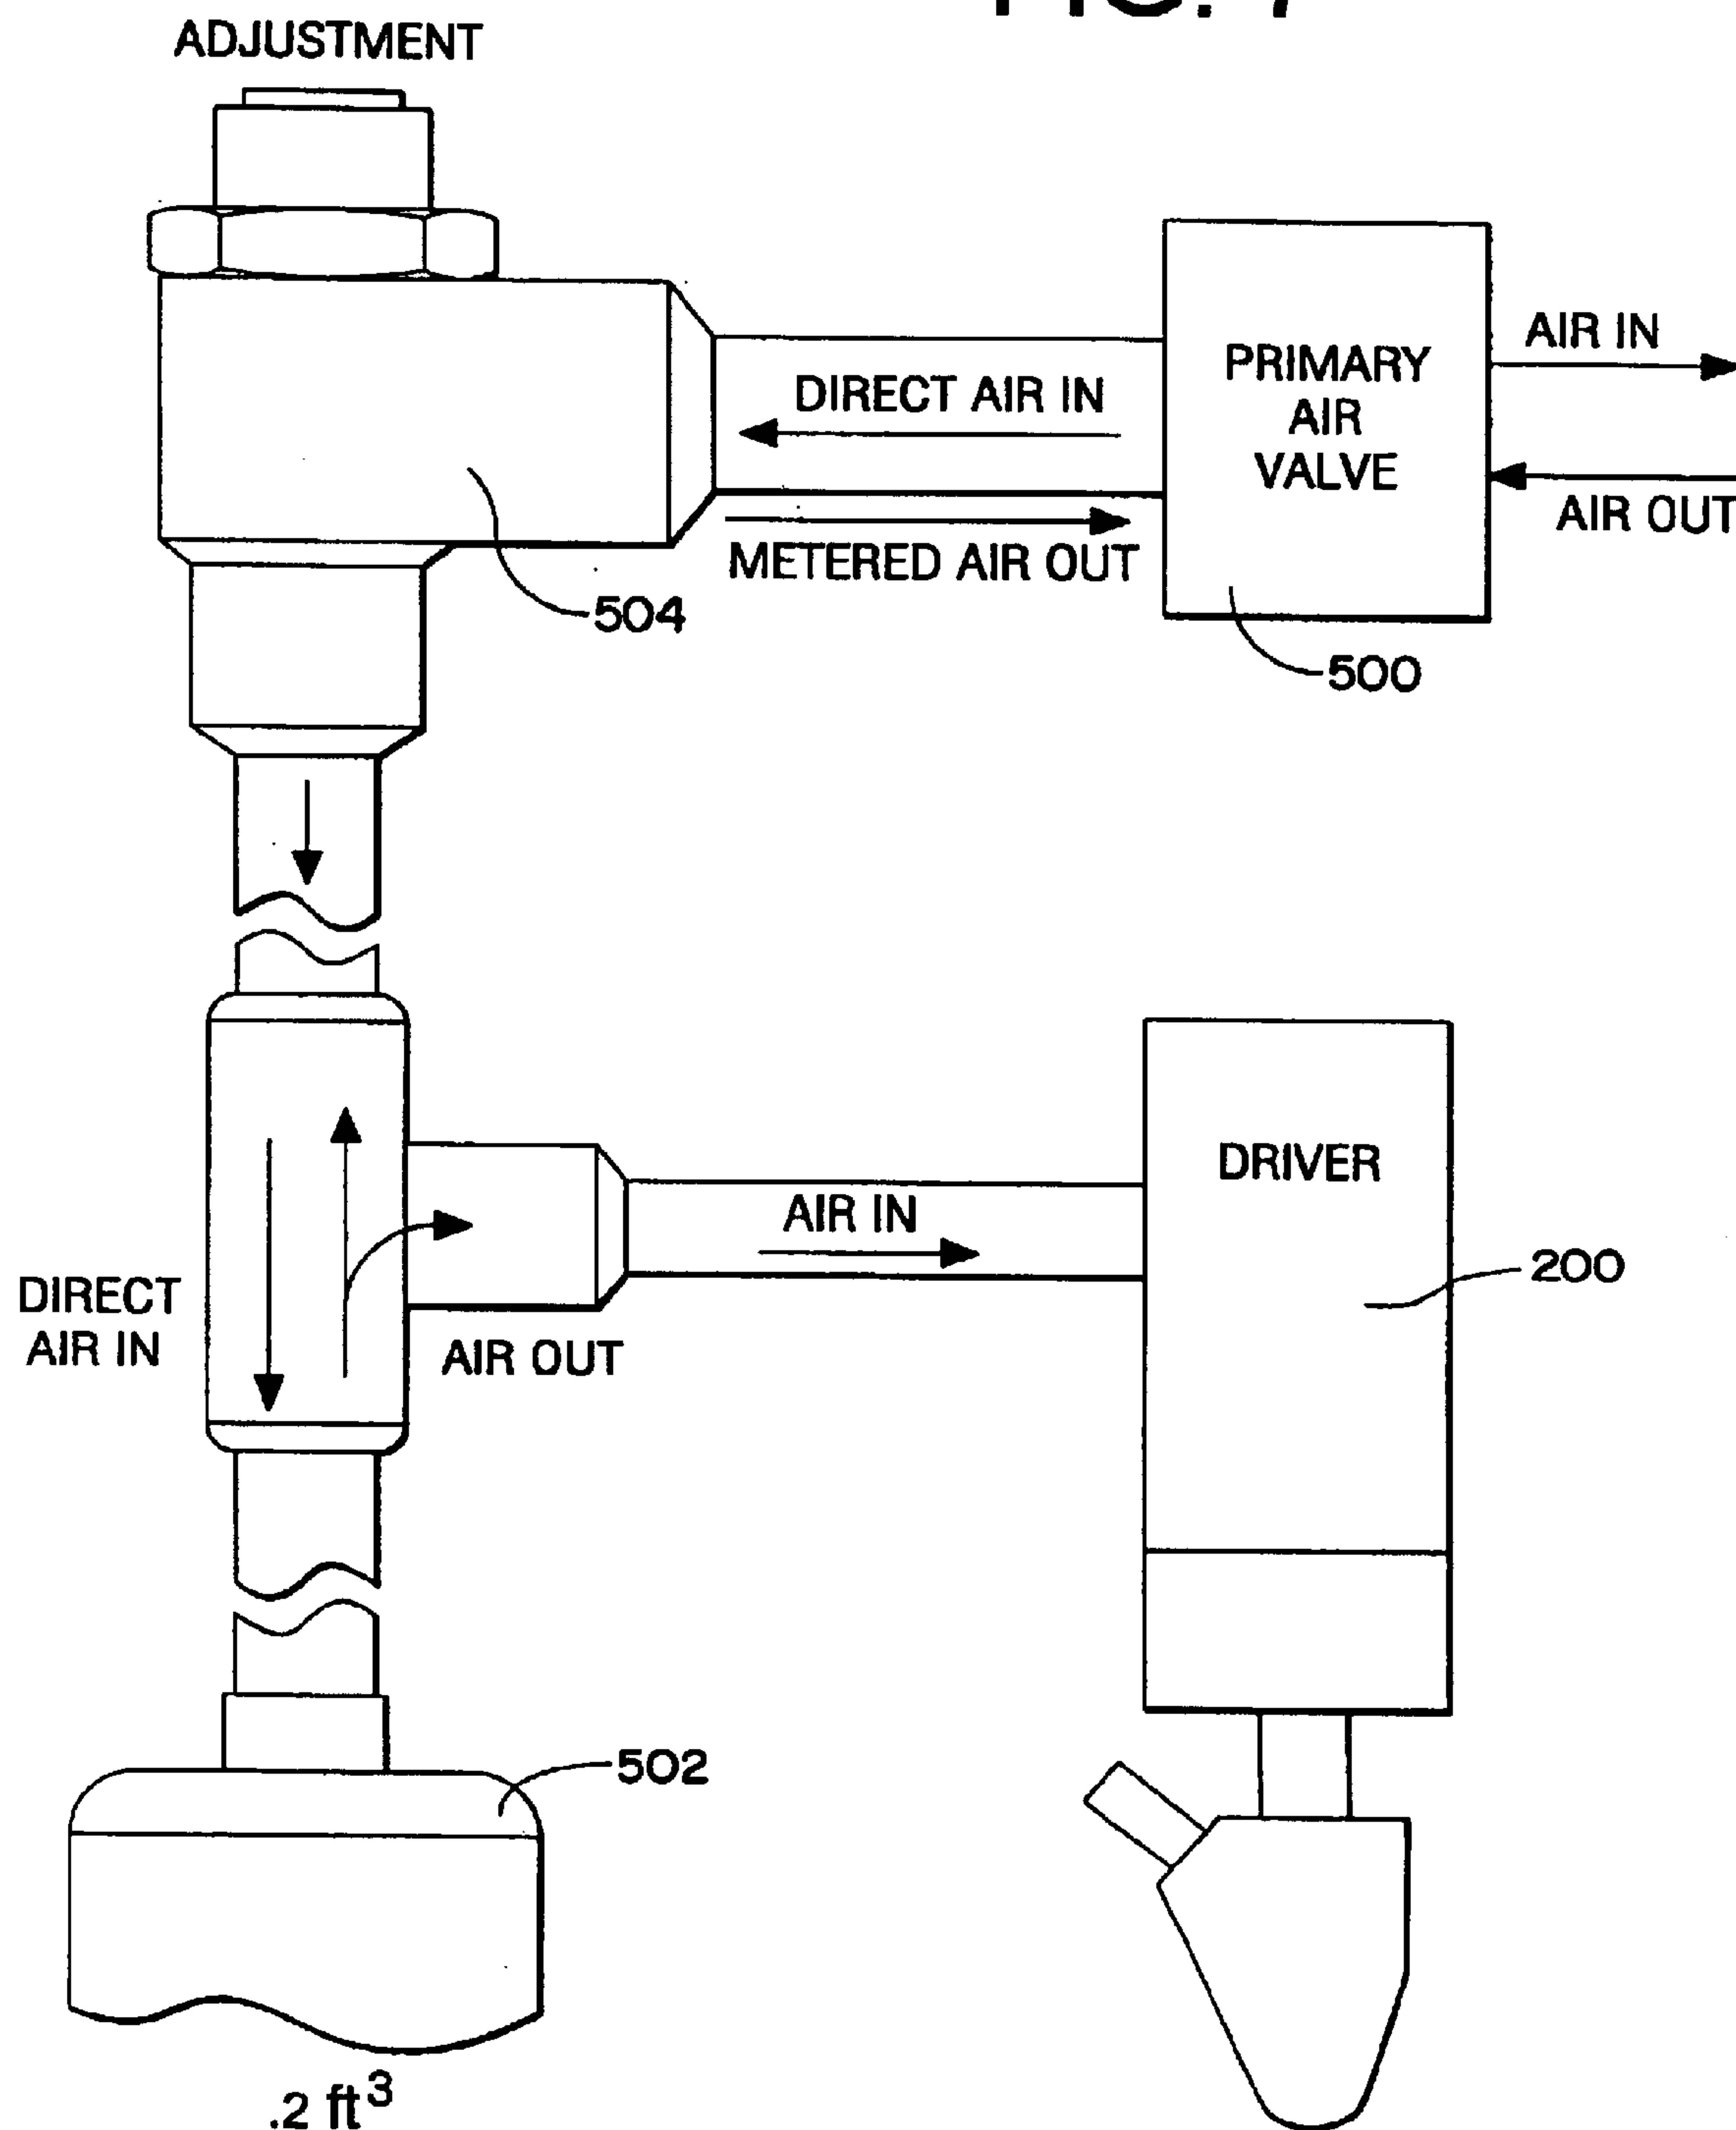 ADJUSTMENT
DIRECT AIR IN
METERED AIR OUT
PRIMARY
AIR
VALVE
AIR IN
AIR OUT
504
500
DRIVER
AIR IN
200
DIRECT
AIR IN
AIR OUT
502
.2 ft³